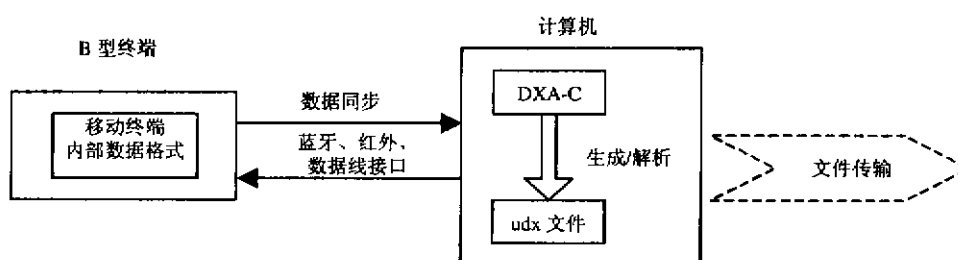 计算机
B 型终端
DXA-C
数据同步
移动终端
内部数据格式
蓝牙、红外、
数据线接口
生成/解析
文件传输
udx 文件